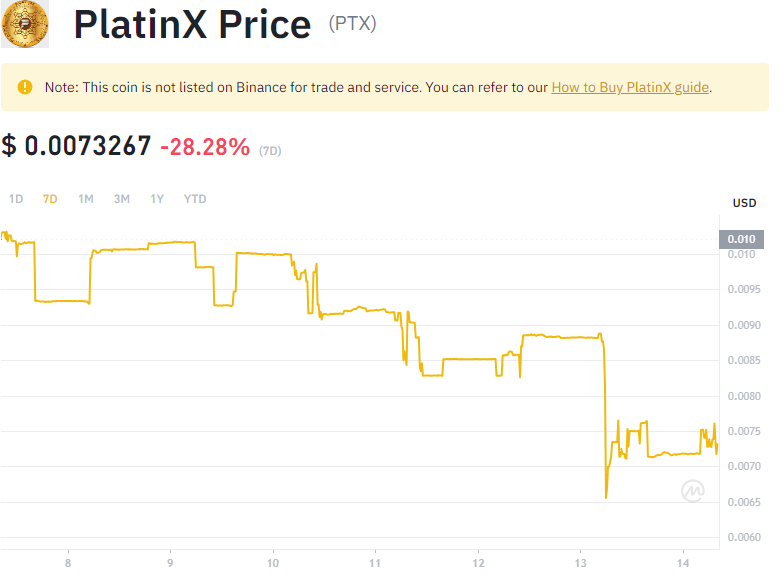 PlatinX Price (PTX)
Note: This coin is not listed on Binance for trade and service. You can refer to our How to Buy PlatinX guide.
$ 0.0073267 -28.28% (7D)
1D 7D 1M 3M 1Y YTD
USD
0.010
0.010
0.0095
0.0090
0.0085
0.0080
0.0075
0.0070
0.0065
0.0060
8 9 10 11 12 13 14